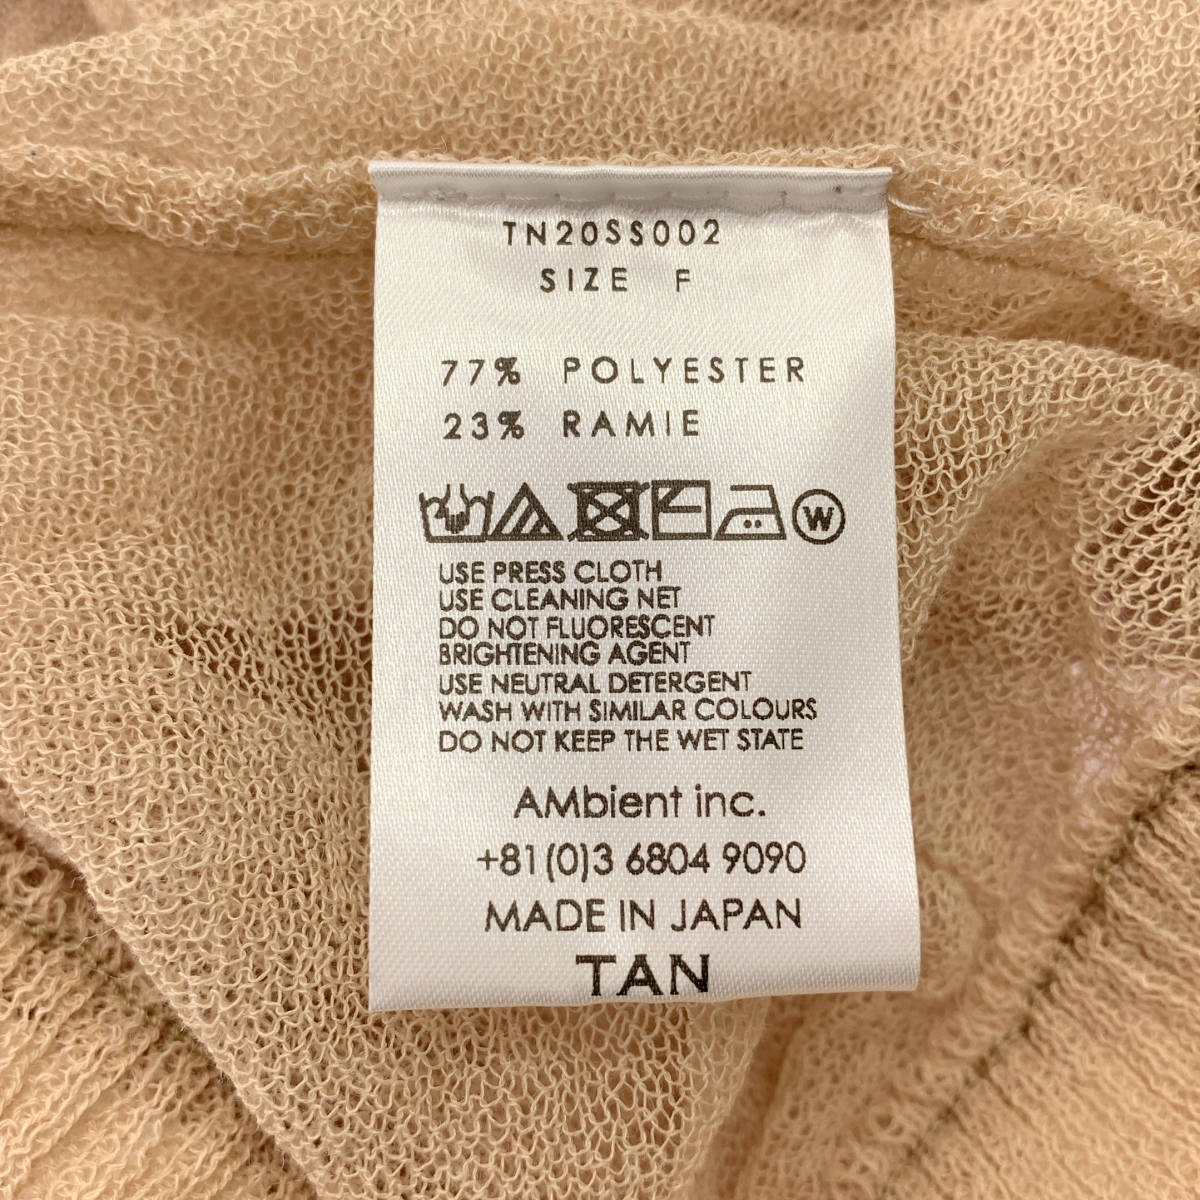 TN20SS002
SIZE F
77% POLYESTER
23% RAMIE
W
USE PRESS CLOTH
USE CLEANING NET
DO NOT FLUORESCENT
BRIGHTENING AGENT
USE NEUTRAL DETERGENT
WASH WITH SIMILAR COLOURS
DO NOT KEEP THE WET STATE
AMbient inc.
+81(0)3 6804 9090
MADE IN JAPAN
TAN